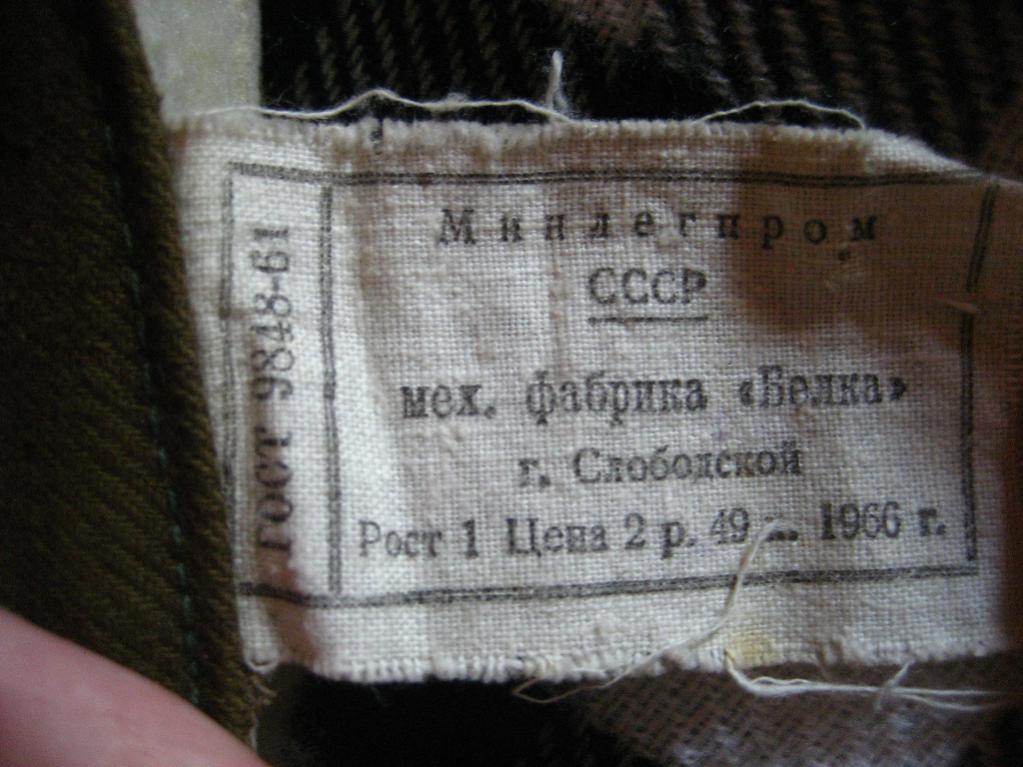 ГОСТ 9848-61
Минлегпром
СССР
мех. фабрика «Белка»
г. Слободской
Рост 1 Цена 2 р. 49 к. 1966 г.